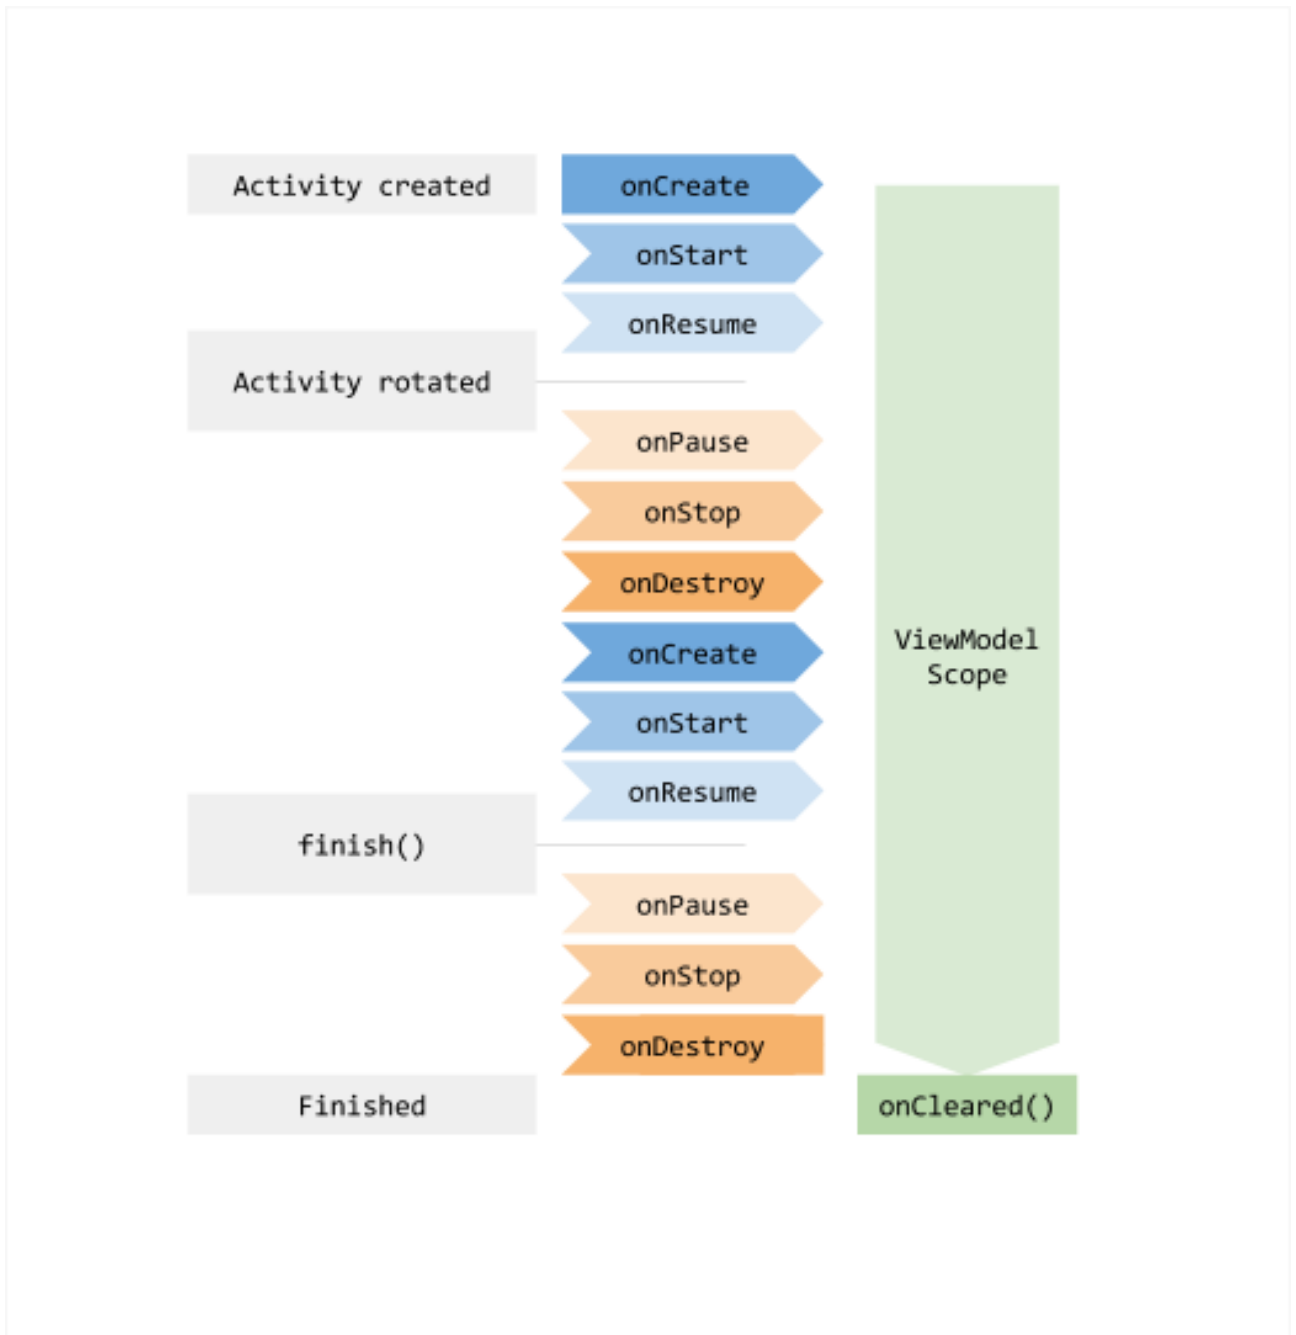 Activity created
onCreate
onStart
onResume
Activity rotated
onPause
onStop
onDestroy
onCreate
ViewModel
Scope
onStart
onResume
finish()
onPause
onStop
onDestroy
Finished
onCleared()